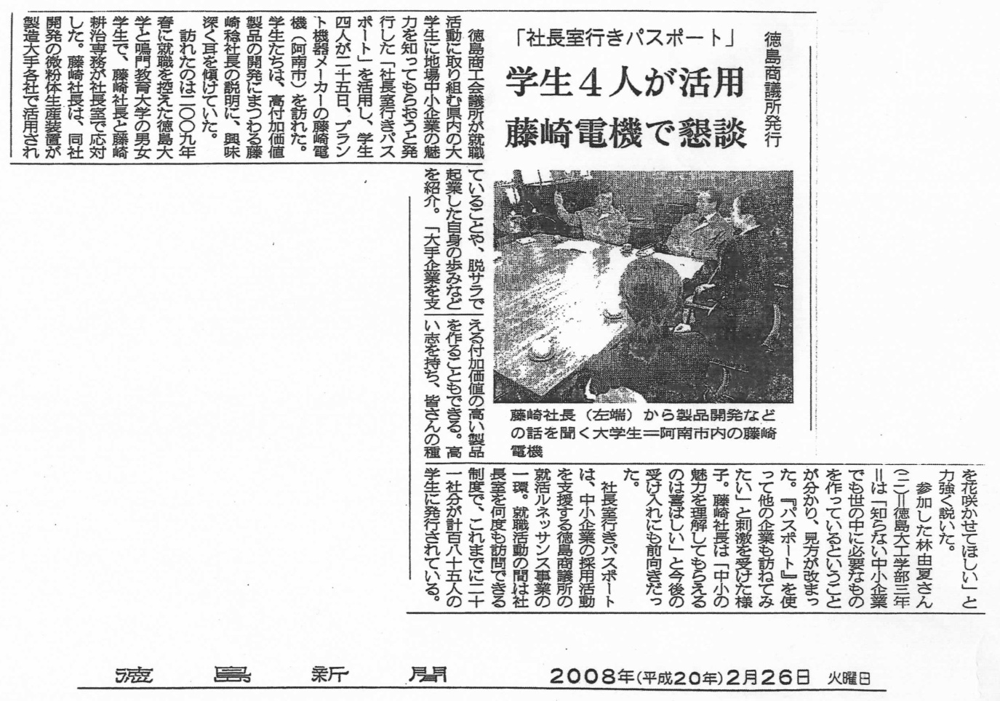 徳島商議所発行
「社長室行きパスポート」
学生４人が活用
藤崎電機で懇談
徳島商工会議所が就職
活動に取り組む県内の大
学生に地場中小企業の魅
力を知ってもらおうと発
行した「社長室行きパス
ポート」を活用し、学生
四人が二十五日、プラン
ト機器メーカーの藤崎電
機（阿南市）を訪れた。
学生たちは、高付加価値
製品の開発にまつわる藤
崎稔社長の説明に、興味
深く耳を傾けていた。
訪れたのは二〇〇九年
春に就職を控えた徳島大
学と鳴門教育大学の男女
学生で、藤崎社長と藤崎
耕治専務が社長室で応対
した。藤崎社長は、同社
開発の微粉体生産装置が
製造大手各社で活用され
ていることや、脱サラで
起業した自身の歩みなど
を紹介。「大手企業を支
える付加価値の高い製品
を作ることもできる。高
い志を持ち、皆さんの種
を花咲かせてほしい」と
力強く説いた。
参加した林由夏さん
（二一）＝徳島大工学部三年
＝は「知らない中小企業
でも世の中に必要なもの
を作っているということ
が分かり、見方が改まっ
た。『パスポート』を使
って他の企業も訪ねてみ
たい」と刺激を受けた様
子。藤崎社長は「中小の
魅力を理解してもらえる
のは喜ばしい」と今後の
受け入れにも前向きだっ
た。
社長室行きパスポート
は、中小企業の採用活動
を支援する徳島商議所の
就活ルネッサンス事業の
一環。就職活動の間は社
長室を何度も訪問できる
制度で、これまでに二十
一社分が計百八十五人の
学生に発行されている。
藤崎社長（左端）から製品開発など
の話を聞く大学生＝阿南市内の藤崎
電機
徳島新聞 2008年(平成20年)2月26日 火曜日